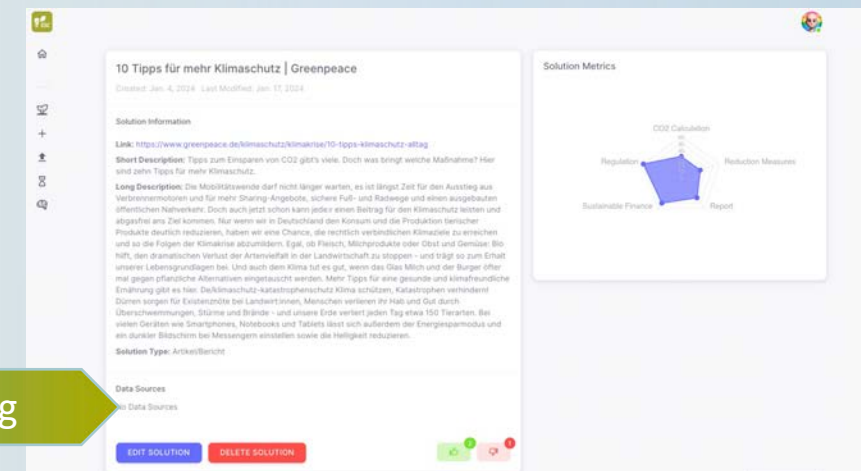 10 Tipps für mehr Klimaschutz | Greenpeace
Created: Jan. 4, 2024 Last Modified: Jan. 17, 2024
Solution Information
Link: https://www.greenpeace.de/klimaschutz/klimakrise/10-tipps-klimaschutz-alltag
Short Description: Tipps zum Einsparen von CO2 gibt's viele. Doch was bringt welche Maßnahme? Hier
sind zehn Tipps für mehr Klimaschutz.
Long Description: Die Mobilitätswende darf nicht länger warten, es ist längst Zeit für den Ausstieg aus
Verbrennermotoren und für mehr Sharing-Angebote, sichere Fuß- und Radwege und einen ausgebauten
öffentlichen Nahverkehr. Doch auch jetzt schon kann jede:r einen Beitrag für den Klimaschutz leisten und
abgasfrei ans Ziel kommen. Nur wenn wir in Deutschland den Konsum und die Produktion tierischer
Produkte deutlich reduzieren, haben wir eine Chance, die rechtlich verbindlichen Klimaziele zu erreichen
und so die Folgen der Klimakrise abzumildern. Egal, ob Fleisch, Milchprodukte oder Obst und Gemüse: Bio
hilft, den dramatischen Verlust der Artenvielfalt in der Landwirtschaft zu stoppen - und trägt so zum Erhalt
unserer Lebensgrundlagen bei. Und auch dem Klima tut es gut, wenn das Glas Milch und der Burger öfter
mal gegen pflanzliche Alternativen eingetauscht werden. Mehr Tipps für eine gesunde und klimafreundliche
Ernährung gibt es hier. De/klimaschutz-katastrophenschutz Klima schützen, Katastrophen verhindern!
Dürren sorgen für Existenznöte bei Landwirt:innen, Menschen verlieren ihr Hab und Gut durch
Überschwemmungen, Stürme und Brände - und unsere Erde verliert jeden Tag etwa 150 Tierarten. Bei
vielen Geräten wie Smartphones, Notebooks und Tablets lässt sich außerdem der Energiesparmodus und
ein dunkler Bildschirm bei Messengern einstellen sowie die Helligkeit reduzieren.
Solution Type: Artikel/Bericht
Data Sources
No Data Sources
g
EDIT SOLUTION
DELETE SOLUTION
Solution Metrics
CO2 Calculation
Regulation
Reduction Measures
Sustainable Finance
Report